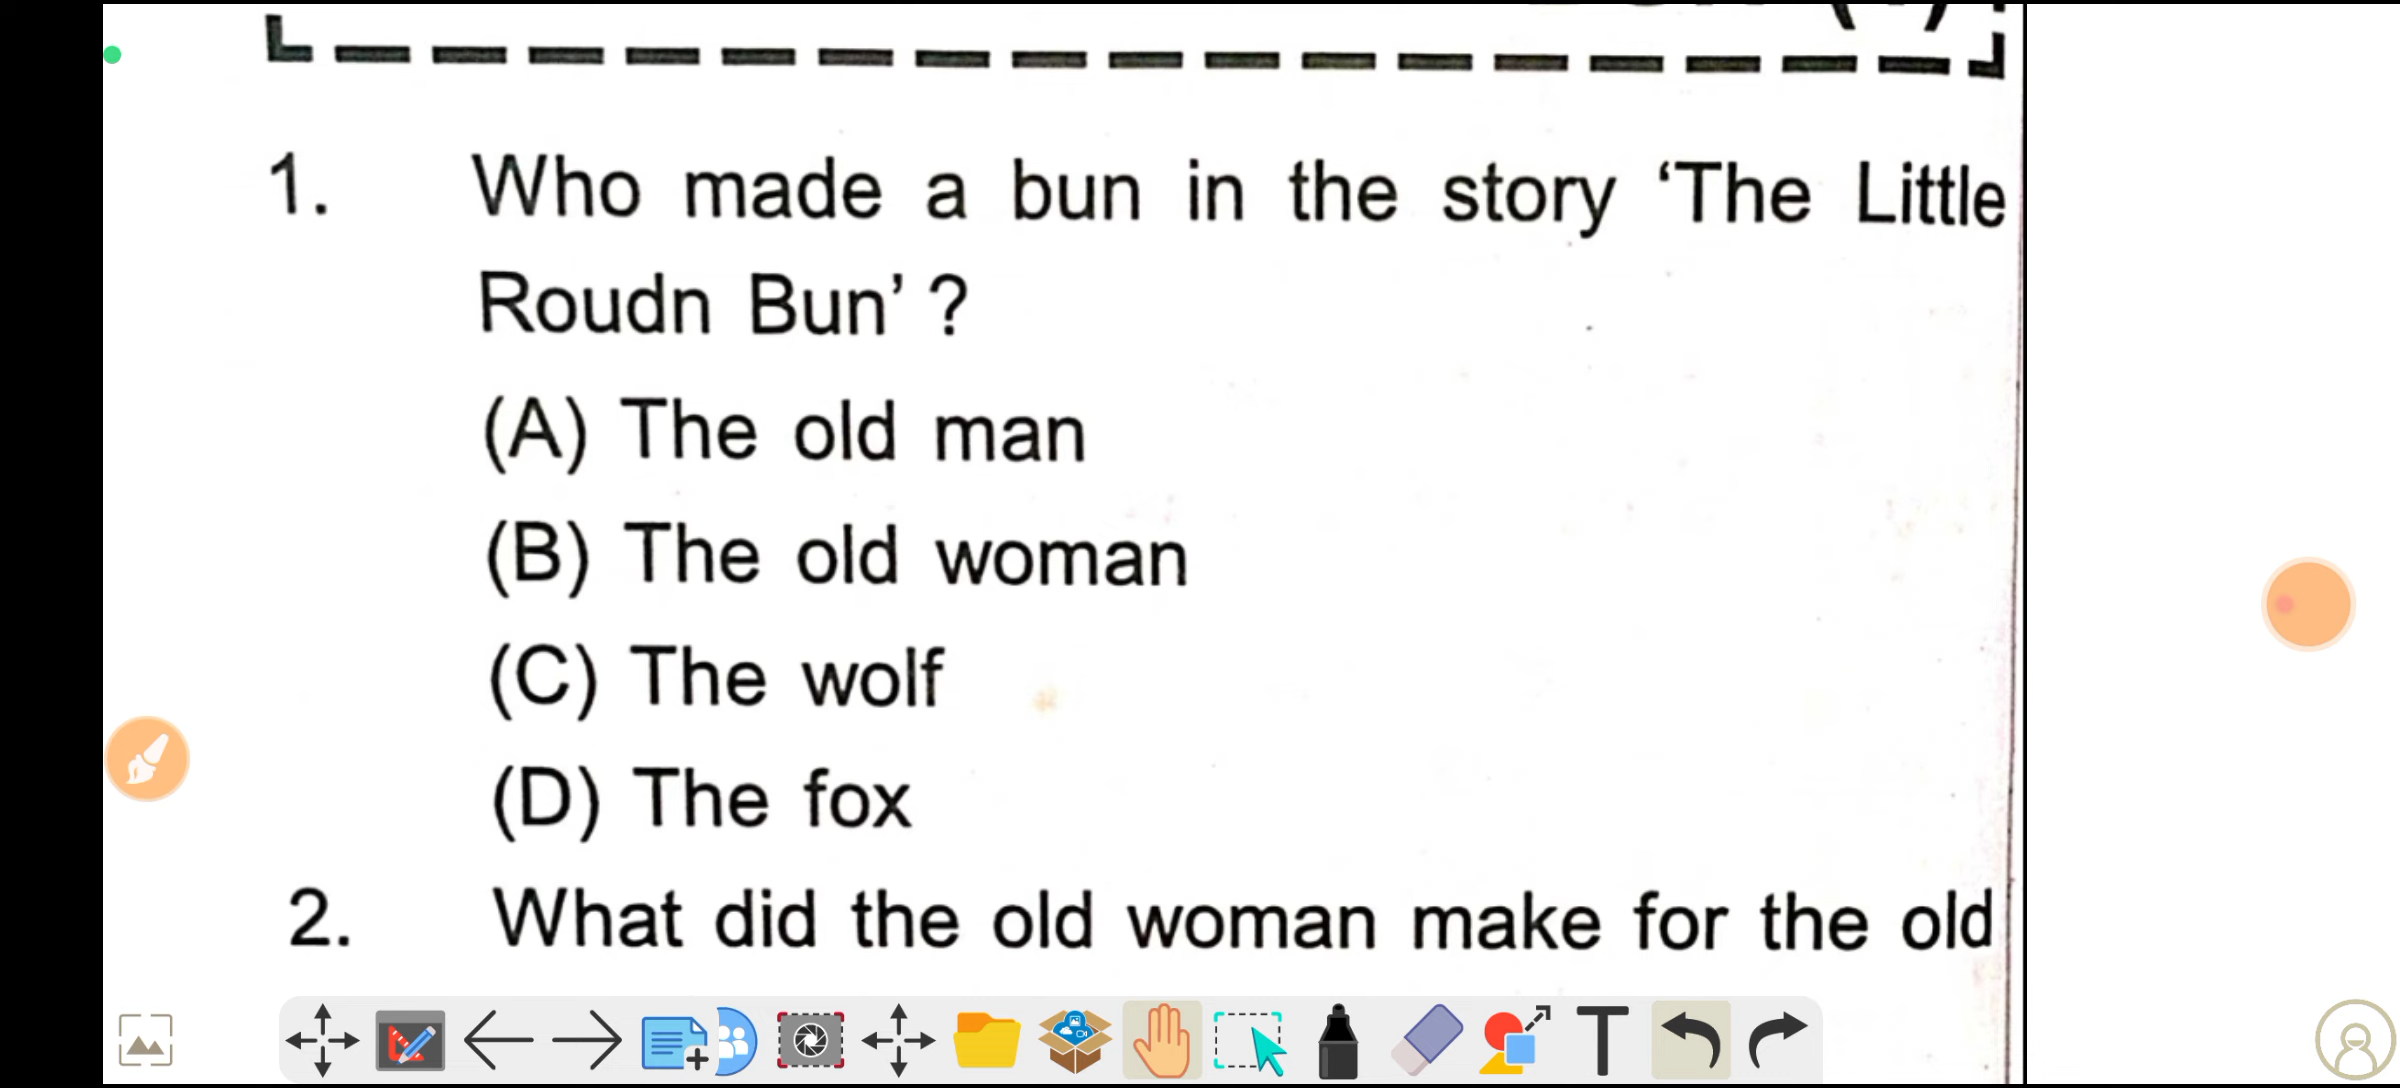 1. Who made a bun in the story ‘The Little
Roudn Bun’ ?
(A) The old man
(B) The old woman
(C) The wolf
(D) The fox
2. What did the old woman make for the old